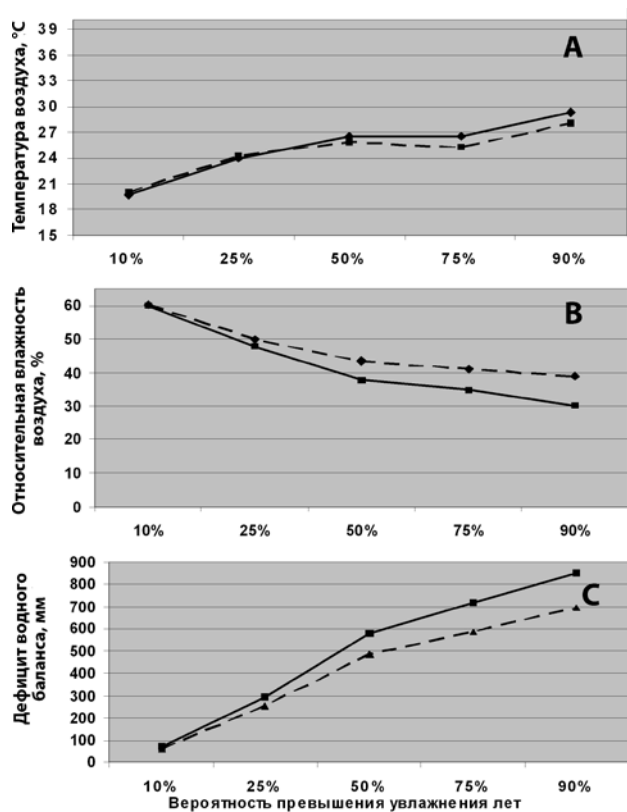 Температура воздуха, °C
39
36
33
30
27
24
21
18
15
A
10% 25% 50% 75% 90%
Относительная влажность
воздуха, %
60
50
40
30
20
10
0
B
10% 25% 50% 75% 90%
Дефицит водного
баланса, мм
900
800
700
600
500
400
300
200
100
0
C
10% 25% 50% 75% 90%
Вероятность превышения увлажнения лет